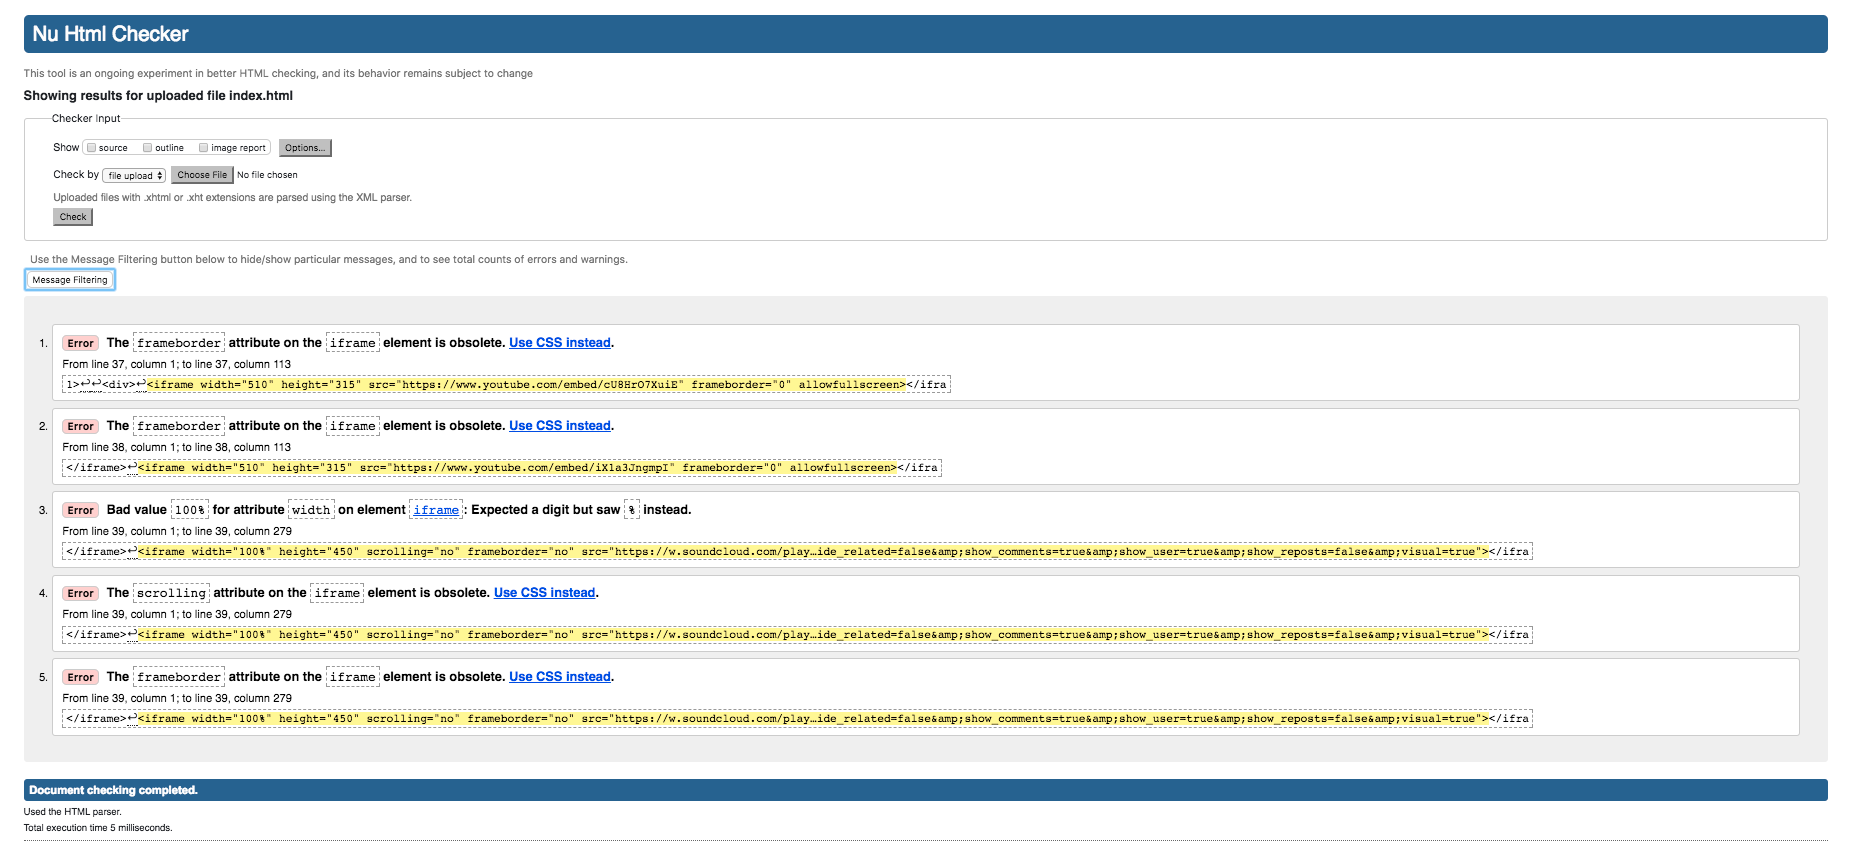 Nu Html Checker
This tool is an ongoing experiment in better HTML checking, and its behavior remains subject to change
Showing results for uploaded file index.html
Checker Input
Show source outline image report Options...
Check by file upload Choose File No file chosen
Uploaded files with .xhtml or .xht extensions are parsed using the XML parser.
Check
Use the Message Filtering button below to hide/show particular messages, and to see total counts of errors and warnings.
Message Filtering
1. Error The frameborder attribute on the iframe element is obsolete. Use CSS instead.
From line 37, column 1; to line 37, column 113
1>↩↩<div>↩<iframe width="510" height="315" src="https://www.youtube.com/embed/cU8HrO7XuiE" frameborder="0" allowfullscreen></ifra
2. Error The frameborder attribute on the iframe element is obsolete. Use CSS instead.
From line 38, column 1; to line 38, column 113
</iframe>↩<iframe width="510" height="315" src="https://www.youtube.com/embed/iX1a3JngmpI" frameborder="0" allowfullscreen></ifra
3. Error Bad value 100% for attribute width on element iframe: Expected a digit but saw % instead.
From line 39, column 1; to line 39, column 279
</iframe>↩<iframe width="100%" height="450" scrolling="no" frameborder="no" src="https://w.soundcloud.com/play…ide_related=false&amp;show_comments=true&amp;show_user=true&amp;show_reposts=false&amp;visual=true"></ifra
4. Error The scrolling attribute on the iframe element is obsolete. Use CSS instead.
From line 39, column 1; to line 39, column 279
</iframe>↩<iframe width="100%" height="450" scrolling="no" frameborder="no" src="https://w.soundcloud.com/play…ide_related=false&amp;show_comments=true&amp;show_user=true&amp;show_reposts=false&amp;visual=true"></ifra
5. Error The frameborder attribute on the iframe element is obsolete. Use CSS instead.
From line 39, column 1; to line 39, column 279
</iframe>↩<iframe width="100%" height="450" scrolling="no" frameborder="no" src="https://w.soundcloud.com/play…ide_related=false&amp;show_comments=true&amp;show_user=true&amp;show_reposts=false&amp;visual=true"></ifra
Document checking completed.
Used the HTML parser.
Total execution time 5 milliseconds.